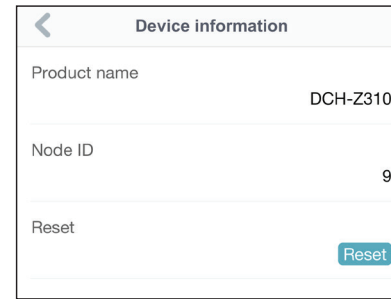 Device information
Product name
DCH-Z310
Node ID
9
Reset
Reset